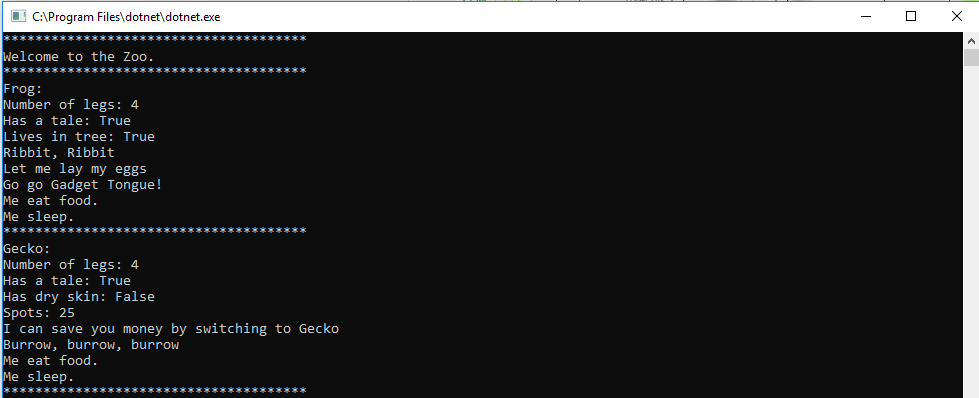 C:\Program Files\dotnet\dotnet.exe
**************************************
Welcome to the Zoo.
**************************************
Frog:
Number of legs: 4
Has a tale: True
Lives in tree: True
Ribbit, Ribbit
Let me lay my eggs
Go go Gadget Tongue!
Me eat food.
Me sleep.
**************************************
Gecko:
Number of legs: 4
Has a tale: True
Has dry skin: False
Spots: 25
I can save you money by switching to Gecko
Burrow, burrow, burrow
Me eat food.
Me sleep.
**************************************